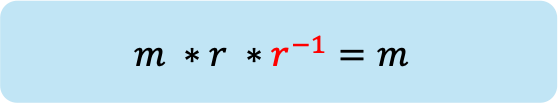 m * r * r⁻¹ = m